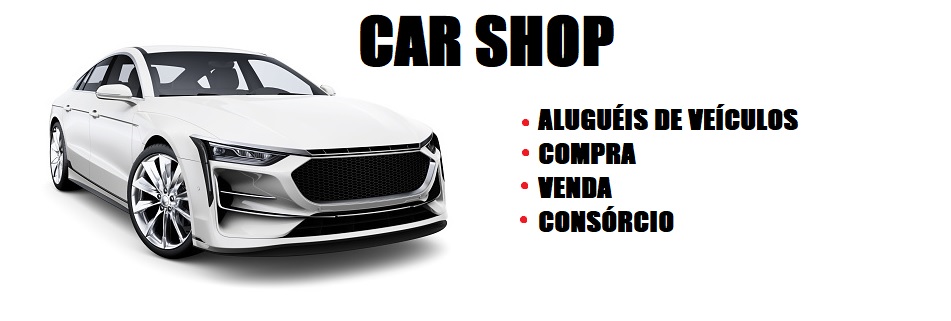 CAR SHOP
• ALUGUÉIS DE VEÍCULOS
• COMPRA
• VENDA
• CONSÓRCIO